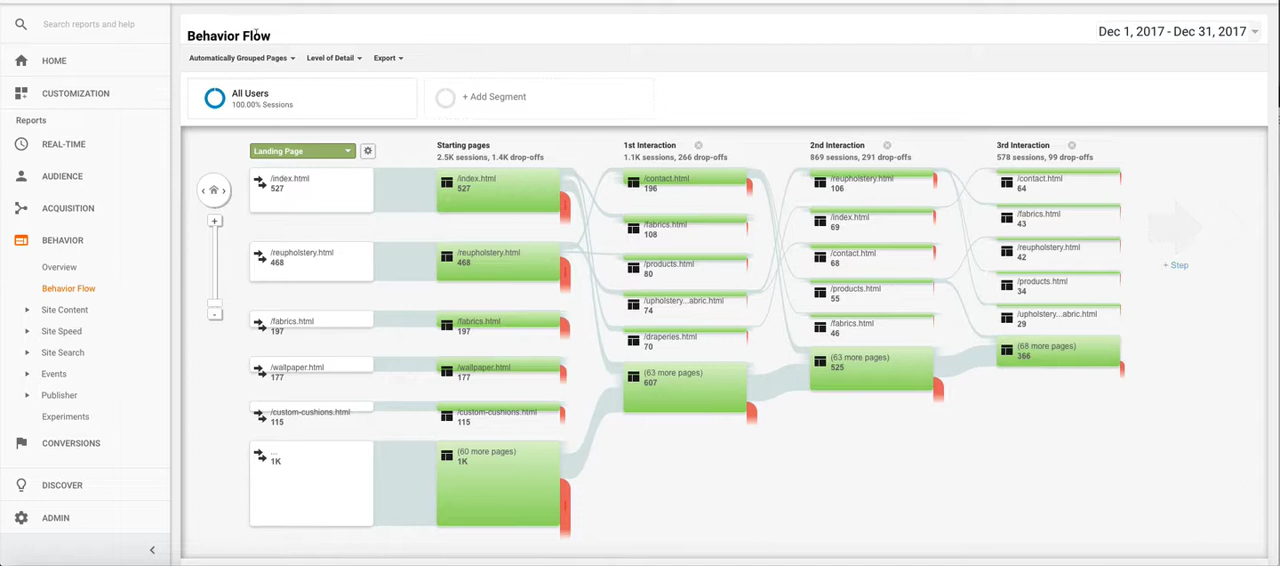 Search reports and help
HOME
CUSTOMIZATION
Reports
REAL-TIME
AUDIENCE
ACQUISITION
BEHAVIOR
Overview
Behavior Flow
Site Content
Site Speed
Site Search
Events
Publisher
Experiments
CONVERSIONS
DISCOVER
ADMIN
Behavior Flow
Dec 1, 2017 - Dec 31, 2017
Automatically Grouped Pages
Level of Detail
Export
All Users
100.00% Sessions
+ Add Segment
Landing Page
/index.html
527
/reupholstery.html
468
/fabrics.html
197
/wallpaper.html
177
/custom-cushions.html
115
...
1K
Starting pages
2.5K sessions, 1.4K drop-offs
/index.html
527
/reupholstery.html
468
/fabrics.html
197
/wallpaper.html
177
/custom-cushions.html
115
(60 more pages)
1K
1st Interaction
1.1K sessions, 266 drop-offs
/contact.html
196
/fabrics.html
108
/products.html
80
/upholstery...abric.html
74
/draperies.html
70
(63 more pages)
607
2nd Interaction
869 sessions, 291 drop-offs
/reupholstery.html
106
/index.html
69
/contact.html
68
/products.html
55
/fabrics.html
46
(63 more pages)
525
3rd Interaction
578 sessions, 99 drop-offs
/contact.html
64
/fabrics.html
43
/reupholstery.html
42
/products.html
34
/upholstery...abric.html
29
(68 more pages)
366
+ Step
+
-